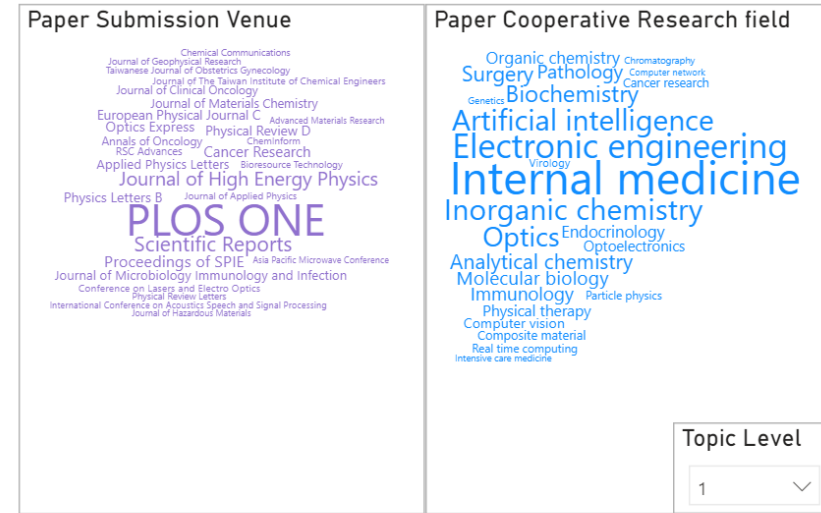 Paper Submission Venue
Chemical Communications
Journal of Geophysical Research
Taiwanese Journal of Obstetrics Gynecology
Journal of The Taiwan Institute of Chemical Engineers
Journal of Clinical Oncology
Journal of Materials Chemistry
European Physical Journal C
Advanced Materials Research
Optics Express
Physical Review D
Annals of Oncology
ChemInform
RSC Advances
Cancer Research
Applied Physics Letters
Bioresource Technology
Journal of High Energy Physics
Physics Letters B
Journal of Applied Physics
PLOS ONE
Scientific Reports
Proceedings of SPIE
Asia Pacific Microwave Conference
Journal of Microbiology Immunology and Infection
Conference on Lasers and Electro Optics
Physical Review Letters
International Conference on Acoustics Speech and Signal Processing
Journal of Hazardous Materials
Paper Cooperative Research field
Organic chemistry
Chromatography
Surgery
Pathology
Computer network
Cancer research
Genetics
Biochemistry
Artificial intelligence
Electronic engineering
Virology
Internal medicine
Inorganic chemistry
Optics
Endocrinology
Optoelectronics
Analytical chemistry
Molecular biology
Immunology
Particle physics
Physical therapy
Computer vision
Composite material
Real time computing
Intensive care medicine
Topic Level
1